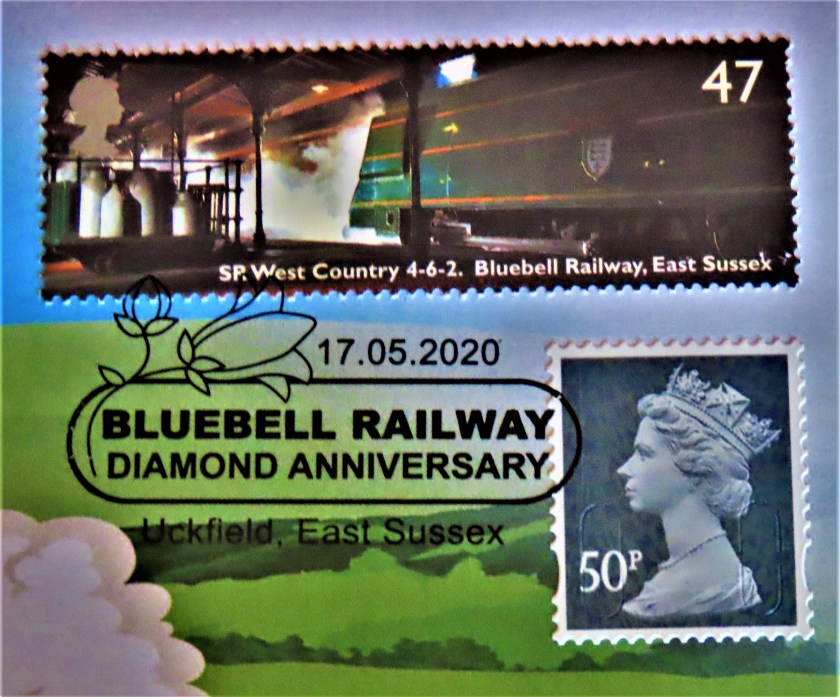 47
SR West Country 4-6-2. Bluebell Railway, East Sussex
17.05.2020
BLUEBELL RAILWAY
DIAMOND ANNIVERSARY
Uckfield, East Sussex
50P